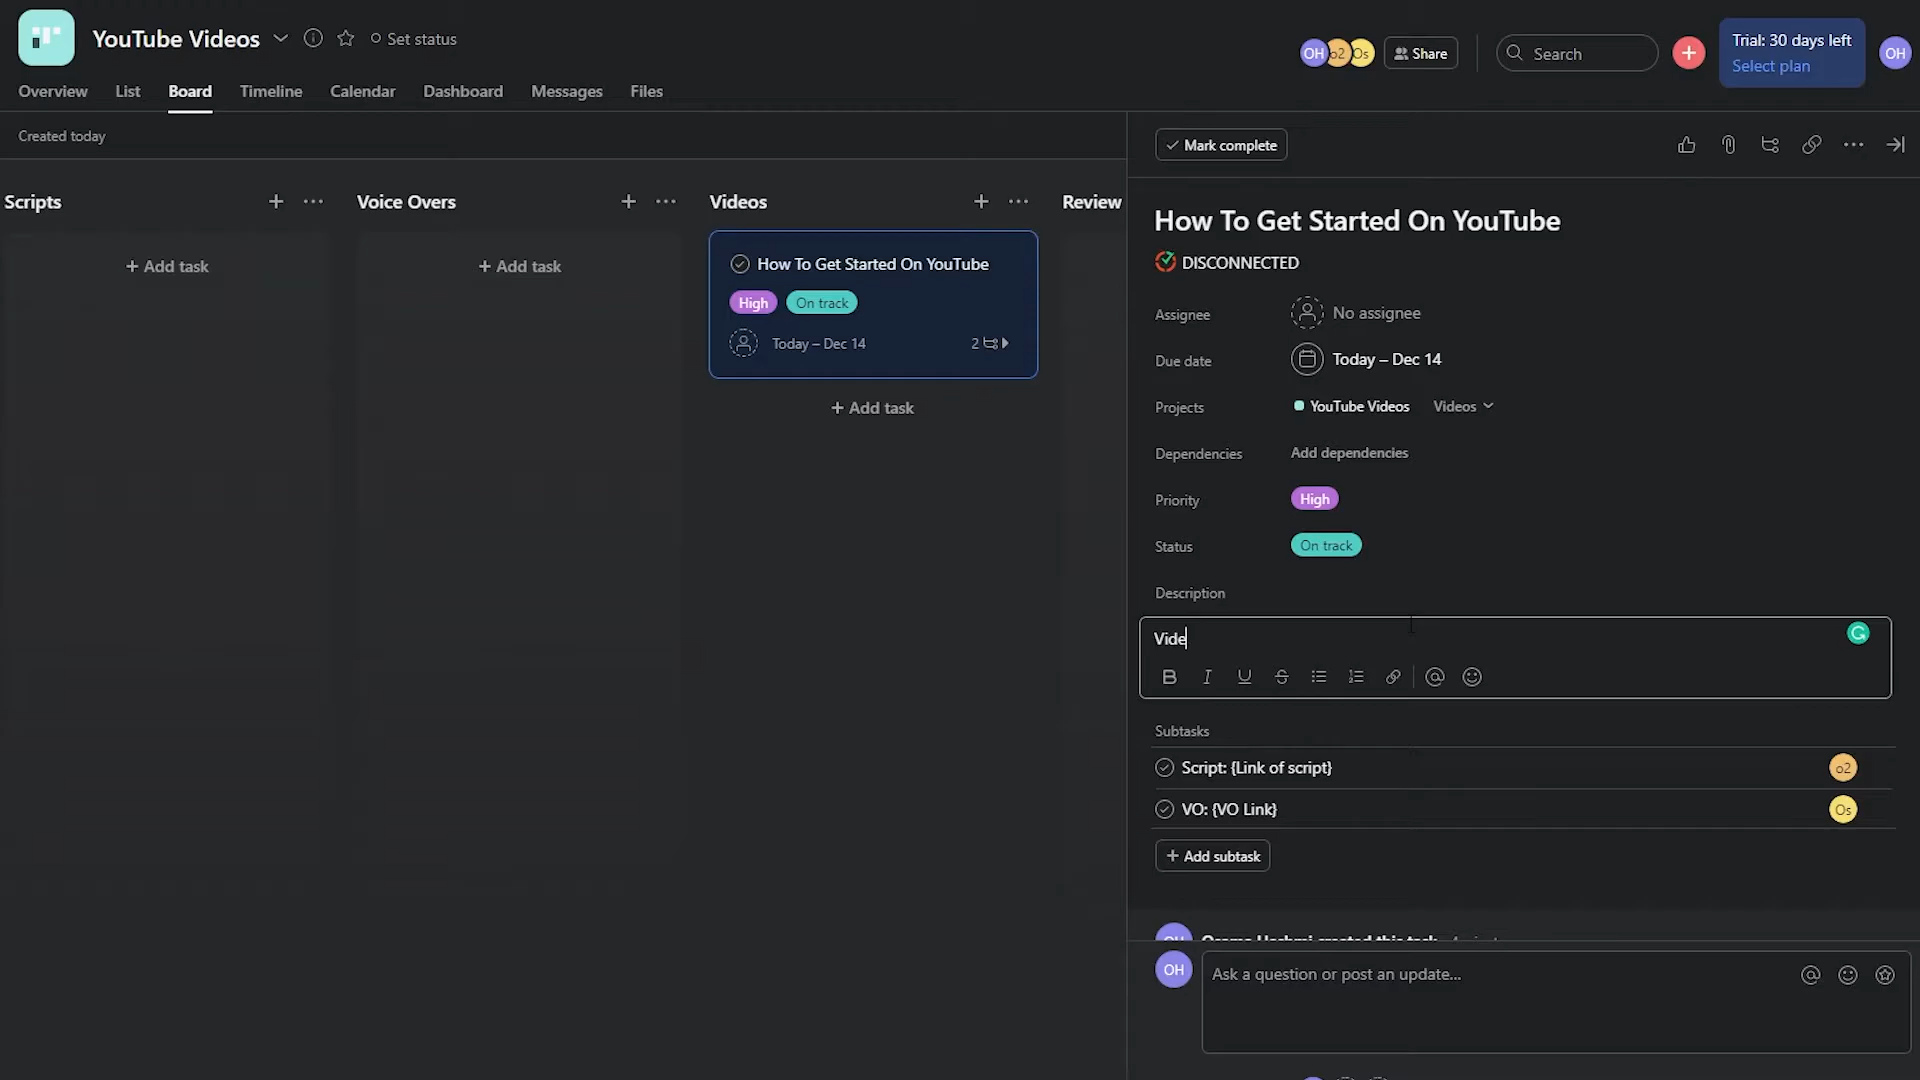 YouTube Videos
Set status
OH o2 Os
Share
Search
Trial: 30 days left
Select plan
OH
Overview List Board Timeline Calendar Dashboard Messages Files
Created today
Scripts
+ Add task
Voice Overs
+ Add task
Videos
How To Get Started On YouTube
High On track
Today – Dec 14
2
+ Add task
Review
Mark complete
How To Get Started On YouTube
DISCONNECTED
Assignee No assignee
Due date Today – Dec 14
Projects YouTube Videos Videos
Dependencies Add dependencies
Priority High
Status On track
Description
Vide
B I U S
Subtasks
Script: {Link of script} o2
VO: {VO Link} Os
+ Add subtask
OH
Ask a question or post an update...